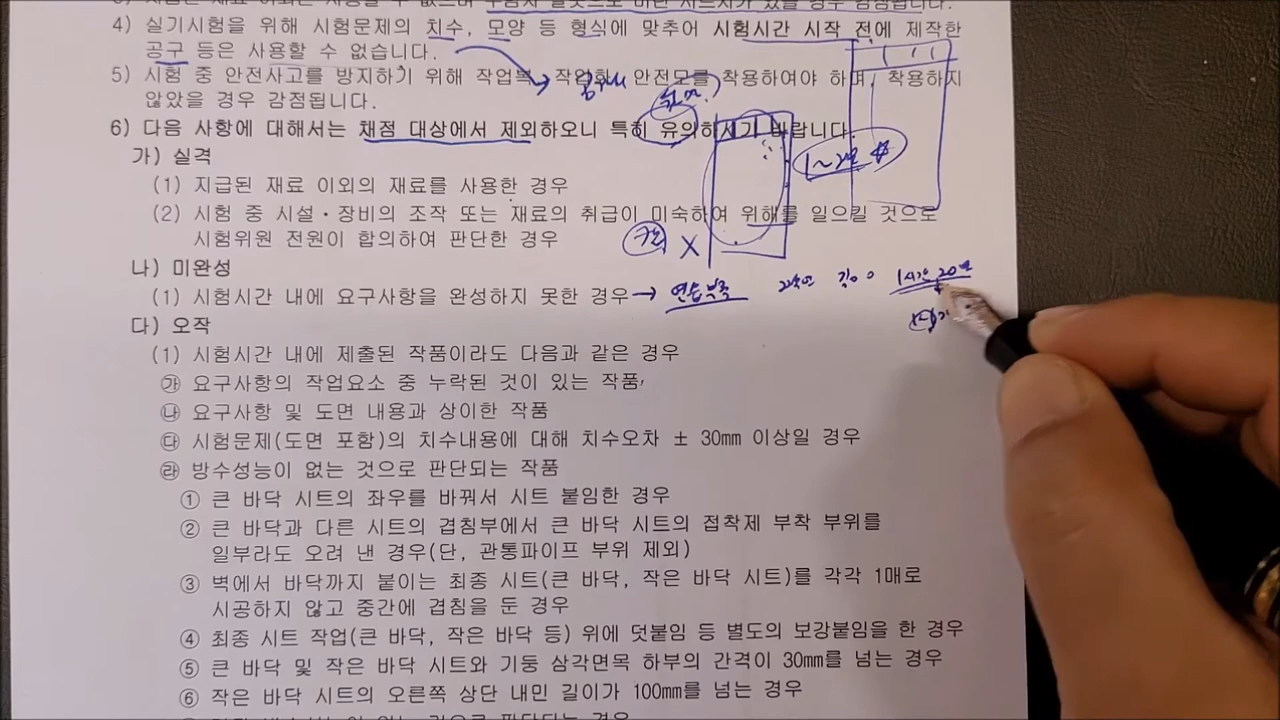 4) 실기시험을 위해 시험문제의 치수, 모양 등 형식에 맞추어 시험시간 시작 전에 제작한
공구 등은 사용할 수 없습니다.
5) 시험 중 안전사고를 방지하기 위해 작업복, 작업화, 안전모를 착용하여야 하며, 착용하지
않았을 경우 감점됩니다.
6) 다음 사항에 대해서는 채점 대상에서 제외하오니 특히 유의하시기 바랍니다.
가) 실격
(1) 지급된 재료 이외의 재료를 사용한 경우
(2) 시험 중 시설·장비의 조작 또는 재료의 취급이 미숙하여 위해를 일으킬 것으로
시험위원 전원이 합의하여 판단한 경우
나) 미완성
(1) 시험시간 내에 요구사항을 완성하지 못한 경우 → 연습부족 1시간 20분
다) 오작
(1) 시험시간 내에 제출된 작품이라도 다음과 같은 경우
㉮ 요구사항의 작업요소 중 누락된 것이 있는 작품
㉯ 요구사항 및 도면 내용과 상이한 작품
㉰ 시험문제(도면 포함)의 치수내용에 대해 치수오차 ± 30mm 이상일 경우
㉱ 방수성능이 없는 것으로 판단되는 작품
① 큰 바닥 시트의 좌우를 바꿔서 시트 붙임한 경우
② 큰 바닥과 다른 시트의 겹침부에서 큰 바닥 시트의 접착제 부착 부위를
일부라도 오려 낸 경우(단, 관통파이프 부위 제외)
③ 벽에서 바닥까지 붙이는 최종 시트(큰 바닥, 작은 바닥 시트)를 각각 1매로
시공하지 않고 중간에 겹침을 둔 경우
④ 최종 시트 작업(큰 바닥, 작은 바닥 등) 위에 덧붙임 등 별도의 보강붙임을 한 경우
⑤ 큰 바닥 및 작은 바닥 시트와 기둥 삼각면목 하부의 간격이 30mm를 넘는 경우
⑥ 작은 바닥 시트의 오른쪽 상단 내민 길이가 100mm를 넘는 경우